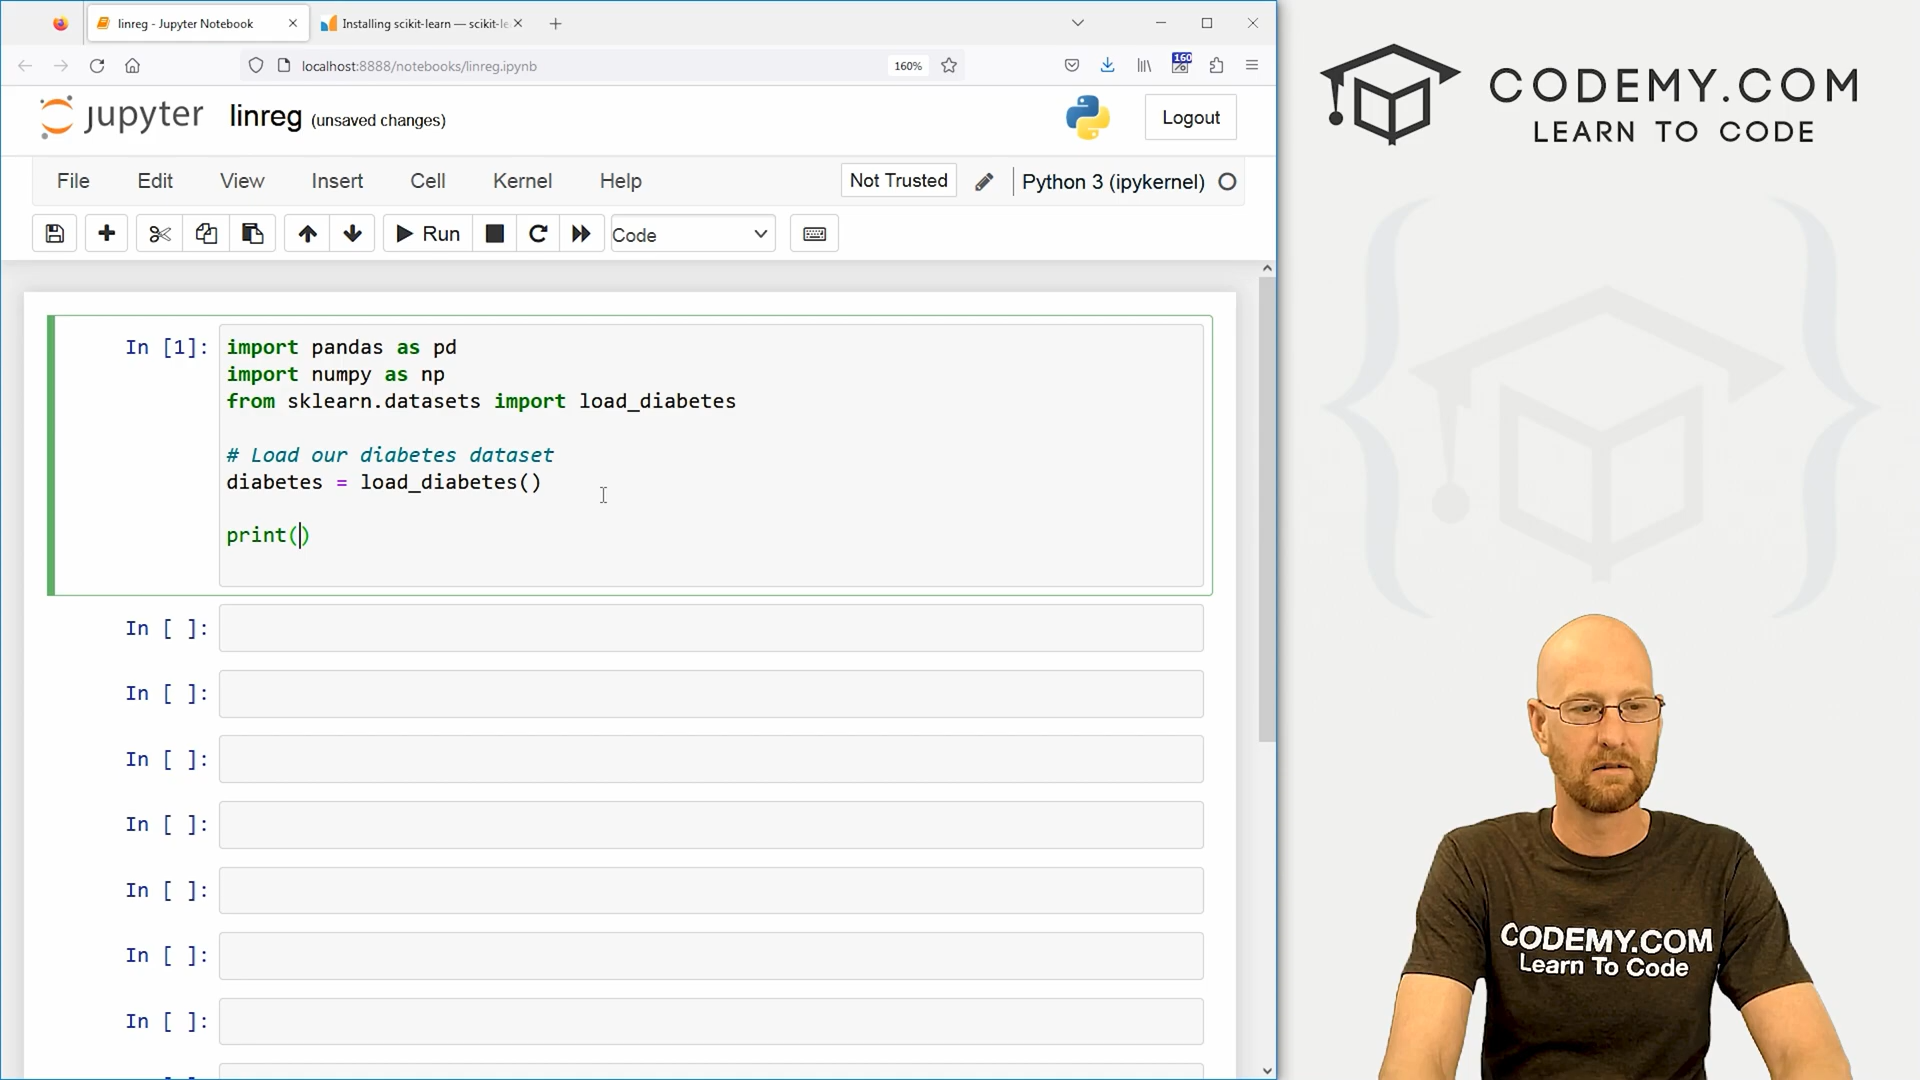 linreg - Jupyter Notebook
Installing scikit-learn — scikit-le
localhost:8888/notebooks/linreg.ipynb
160%
160
jupyter linreg (unsaved changes)
Logout
File Edit View Insert Cell Kernel Help
Not Trusted
Python 3 (ipykernel)
Run
Code
In [1]:
import pandas as pd
import numpy as np
from sklearn.datasets import load_diabetes
# Load our diabetes dataset
diabetes = load_diabetes()
print()
In [ ]:
In [ ]:
In [ ]:
In [ ]:
In [ ]:
In [ ]:
In [ ]:
CODEMY.COM
LEARN TO CODE
CODEMY.COM
Learn To Code